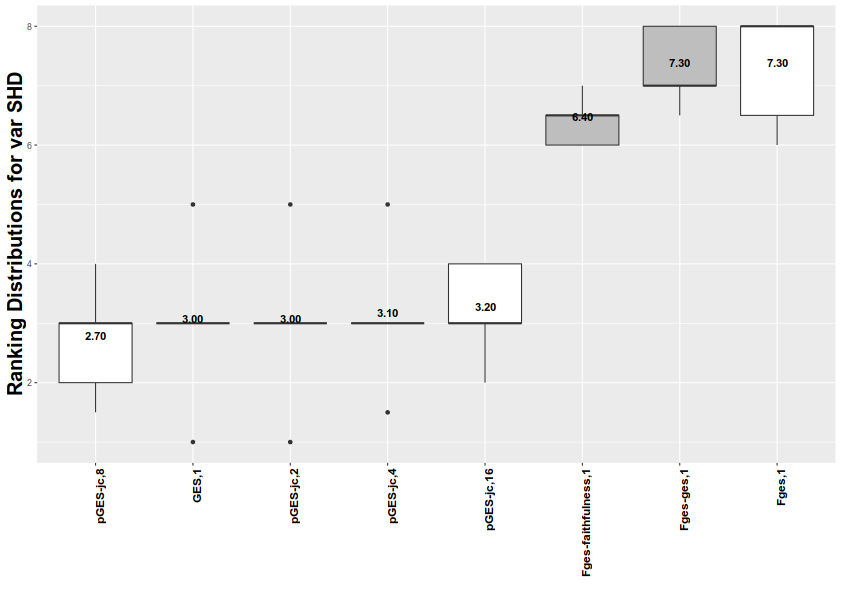 Ranking Distributions for var SHD
8
6
4
2
2.70
3.00
3.00
3.10
3.20
6.40
7.30
7.30
pGES-jc,8
GES,1
pGES-jc,2
pGES-jc,4
pGES-jc,16
Fges-faithfulness,1
Fges-ges,1
Fges,1